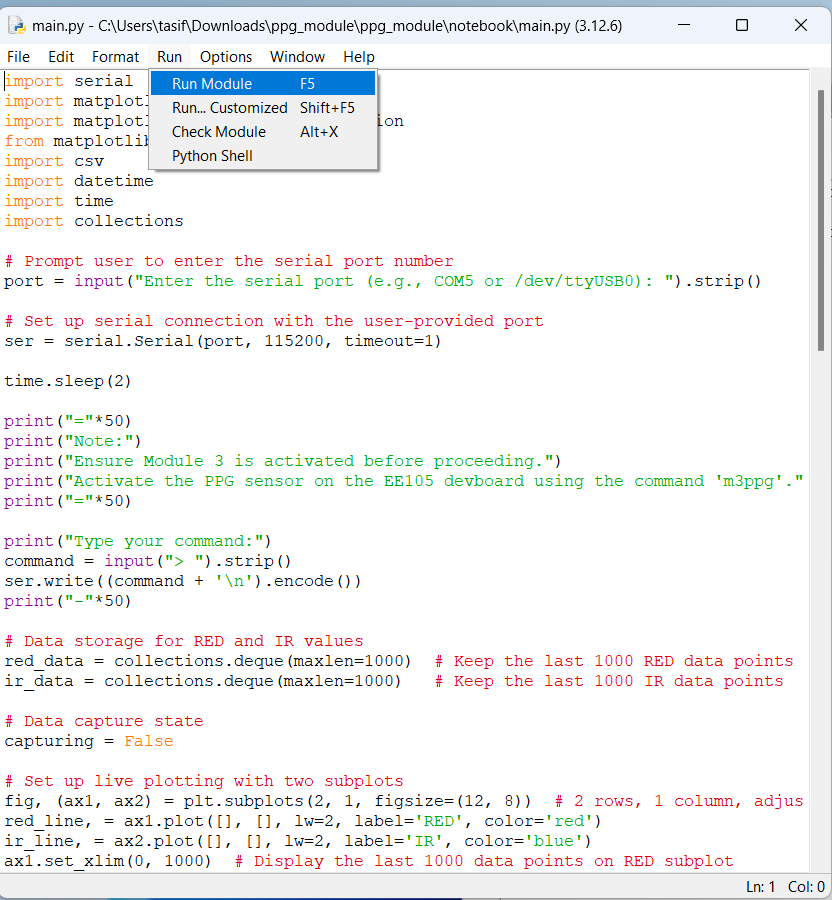 main.py - C:\Users\tasif\Downloads\ppg_module\ppg_module\notebook\main.py (3.12.6)
File Edit Format Run Options Window Help
Run Module F5
Run... Customized Shift+F5
Check Module Alt+X
Python Shell
import serial
import matplotl
import matplotl ion
from matplotlib
import csv
import datetime
import time
import collections
# Prompt user to enter the serial port number
port = input("Enter the serial port (e.g., COM5 or /dev/ttyUSB0): ").strip()
# Set up serial connection with the user-provided port
ser = serial.Serial(port, 115200, timeout=1)
time.sleep(2)
print("="*50)
print("Note:")
print("Ensure Module 3 is activated before proceeding.")
print("Activate the PPG sensor on the EE105 devboard using the command 'm3ppg'."
print("="*50)
print("Type your command:")
command = input("> ").strip()
ser.write((command + '\n').encode())
print("-"*50)
# Data storage for RED and IR values
red_data = collections.deque(maxlen=1000)  # Keep the last 1000 RED data points
ir_data = collections.deque(maxlen=1000)   # Keep the last 1000 IR data points
# Data capture state
capturing = False
# Set up live plotting with two subplots
fig, (ax1, ax2) = plt.subplots(2, 1, figsize=(12, 8))  # 2 rows, 1 column, adjus
red_line, = ax1.plot([], [], lw=2, label='RED', color='red')
ir_line, = ax2.plot([], [], lw=2, label='IR', color='blue')
ax1.set_xlim(0, 1000)  # Display the last 1000 data points on RED subplot
Ln: 1 Col: 0